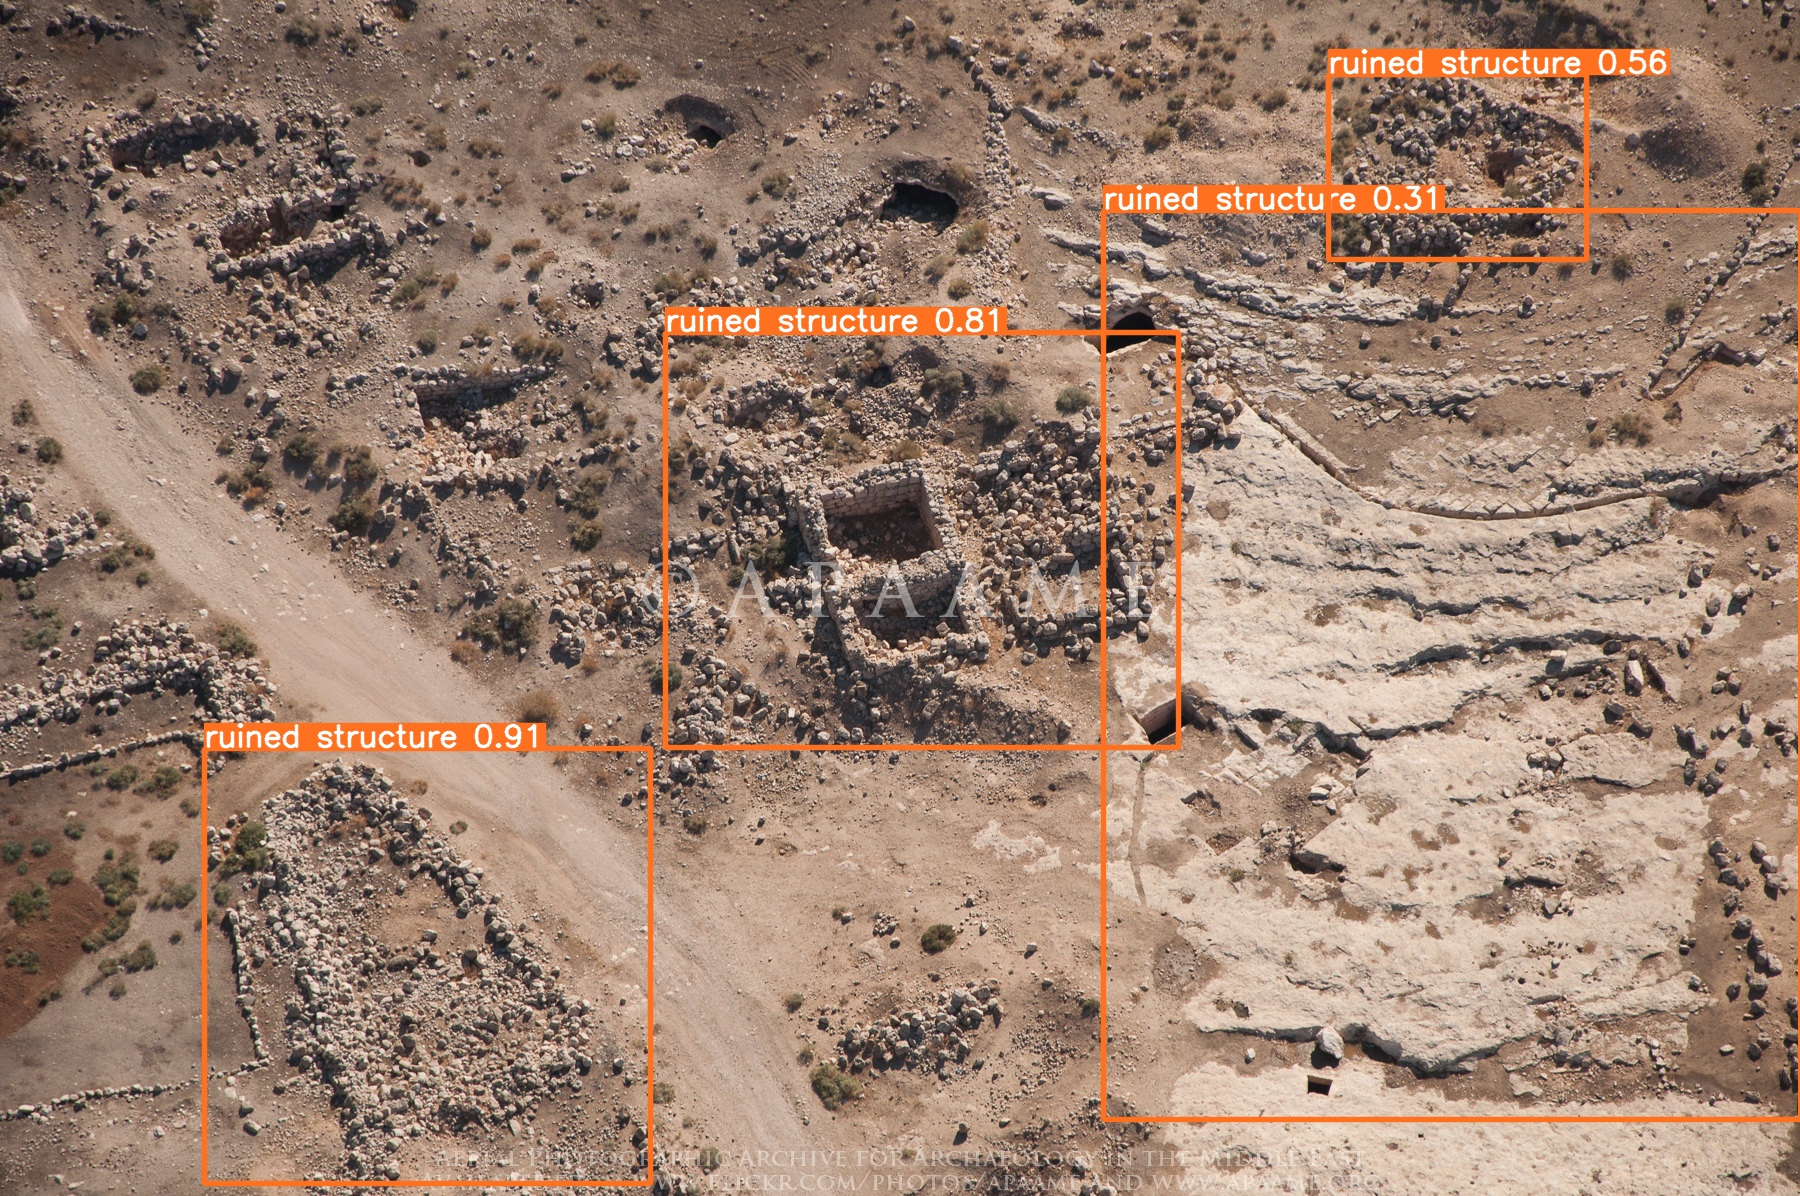 ruined structure 0.56
ruined structure 0.31
ruined structure 0.81
© APAAME
ruined structure 0.91
Aerial Photographic Archive for Archaeology in the Middle East
www.flickr.com/photos/apaame and www.apaame.org